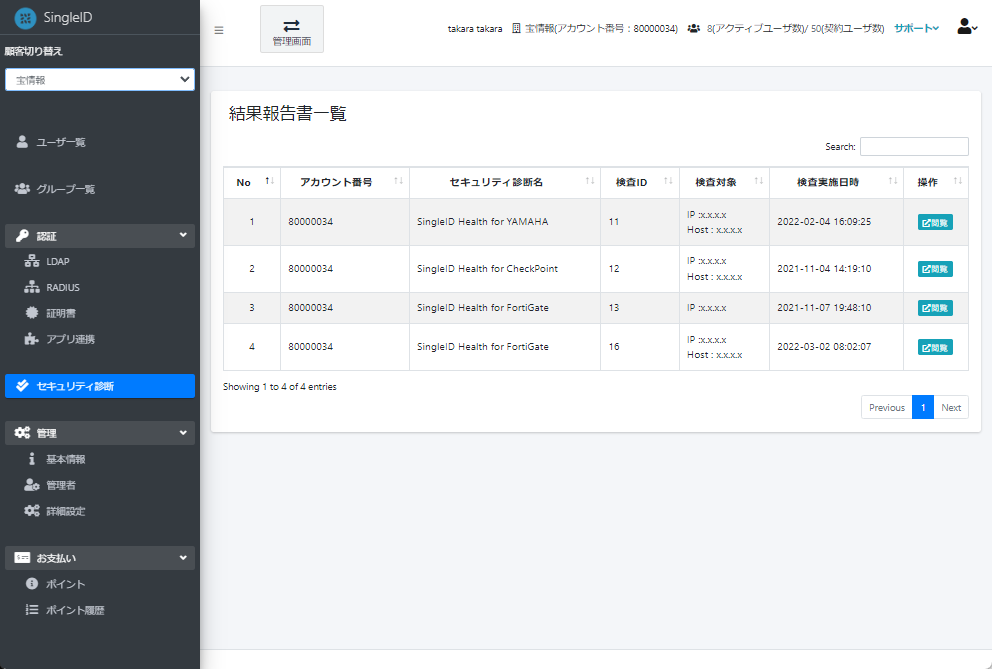 SingleID
顧客切り替え
宝情報
ユーザ一覧
グループ一覧
認証
LDAP
RADIUS
証明書
アプリ連携
セキュリティ診断
管理
基本情報
管理者
詳細設定
お支払い
ポイント
ポイント履歴
管理画面
takara takara 宝情報(アカウント番号：80000034) 8(アクティブユーザ数)/ 50(契約ユーザ数) サポート
結果報告書一覧
Search:
No アカウント番号 セキュリティ診断名 検査ID 検査対象 検査実施日時 操作
1 80000034 SingleID Health for YAMAHA 11 IP :x.x.x.x 2022-02-04 16:09:25 閲覧
Host : x.x.x.x
2 80000034 SingleID Health for CheckPoint 12 IP :x.x.x.x 2021-11-04 14:19:10 閲覧
Host : x.x.x.x
3 80000034 SingleID Health for FortiGate 13 IP :x.x.x.x 2021-11-07 19:48:10 閲覧
4 80000034 SingleID Health for FortiGate 16 IP :x.x.x.x 2022-03-02 08:02:07 閲覧
Host : x.x.x.x
Showing 1 to 4 of 4 entries
Previous 1 Next